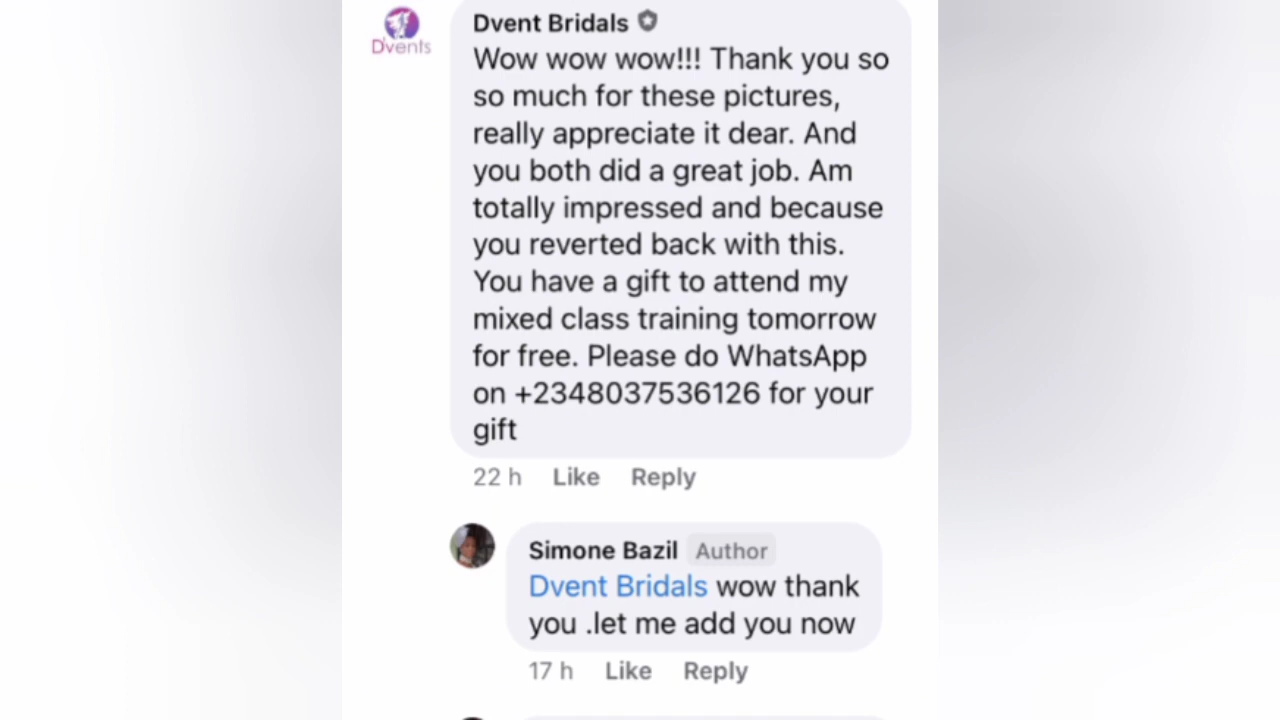 Dvents
Dvent Bridals
Wow wow wow!!! Thank you so
so much for these pictures,
really appreciate it dear. And
you both did a great job. Am
totally impressed and because
you reverted back with this.
You have a gift to attend my
mixed class training tomorrow
for free. Please do WhatsApp
on +2348037536126 for your
gift
22 h Like Reply
Simone Bazil Author
Dvent Bridals wow thank
you .let me add you now
17 h Like Reply